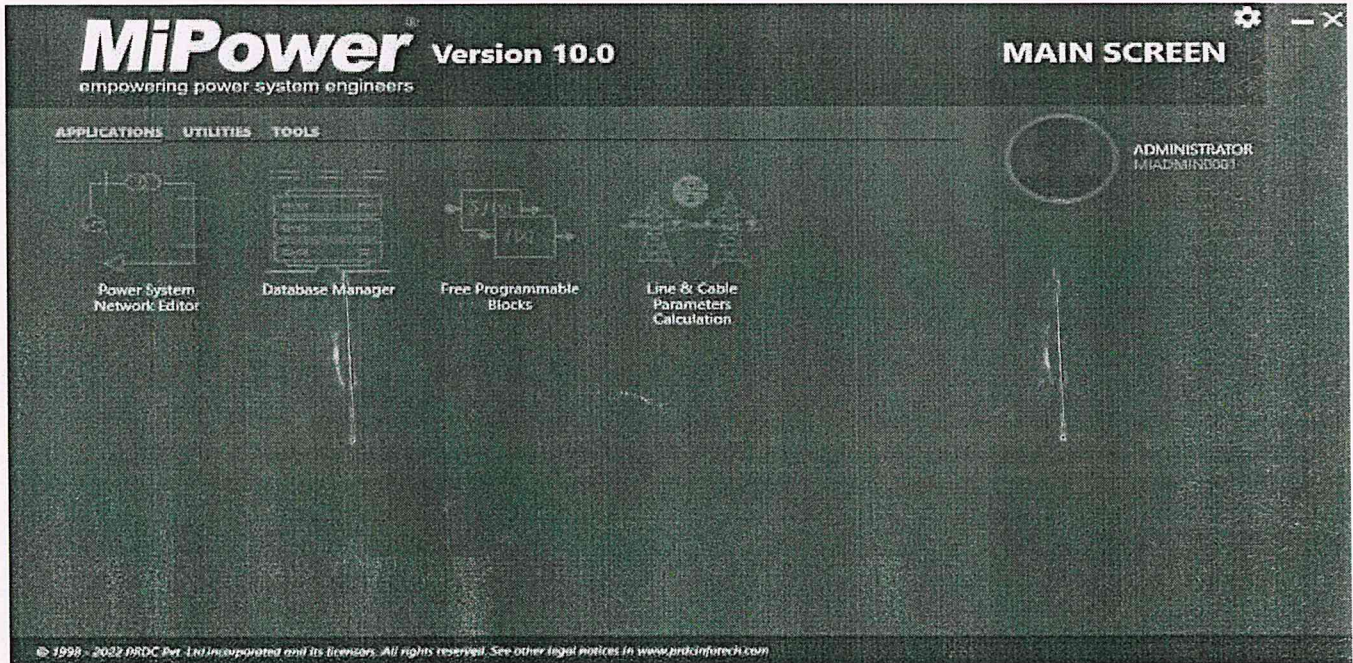 MiPower® Version 10.0
empowering power system engineers
MAIN SCREEN
APPLICATIONS UTILITIES TOOLS
ADMINISTRATOR
MIADMIN0001
Power System
Network Editor
Database Manager
Free Programmable
Blocks
Line & Cable
Parameters
Calculation
© 1998 - 2022 PRDC Pvt. Ltd incorporated and its licensors. All rights reserved. See other legal notices in www.prdcinfotech.com